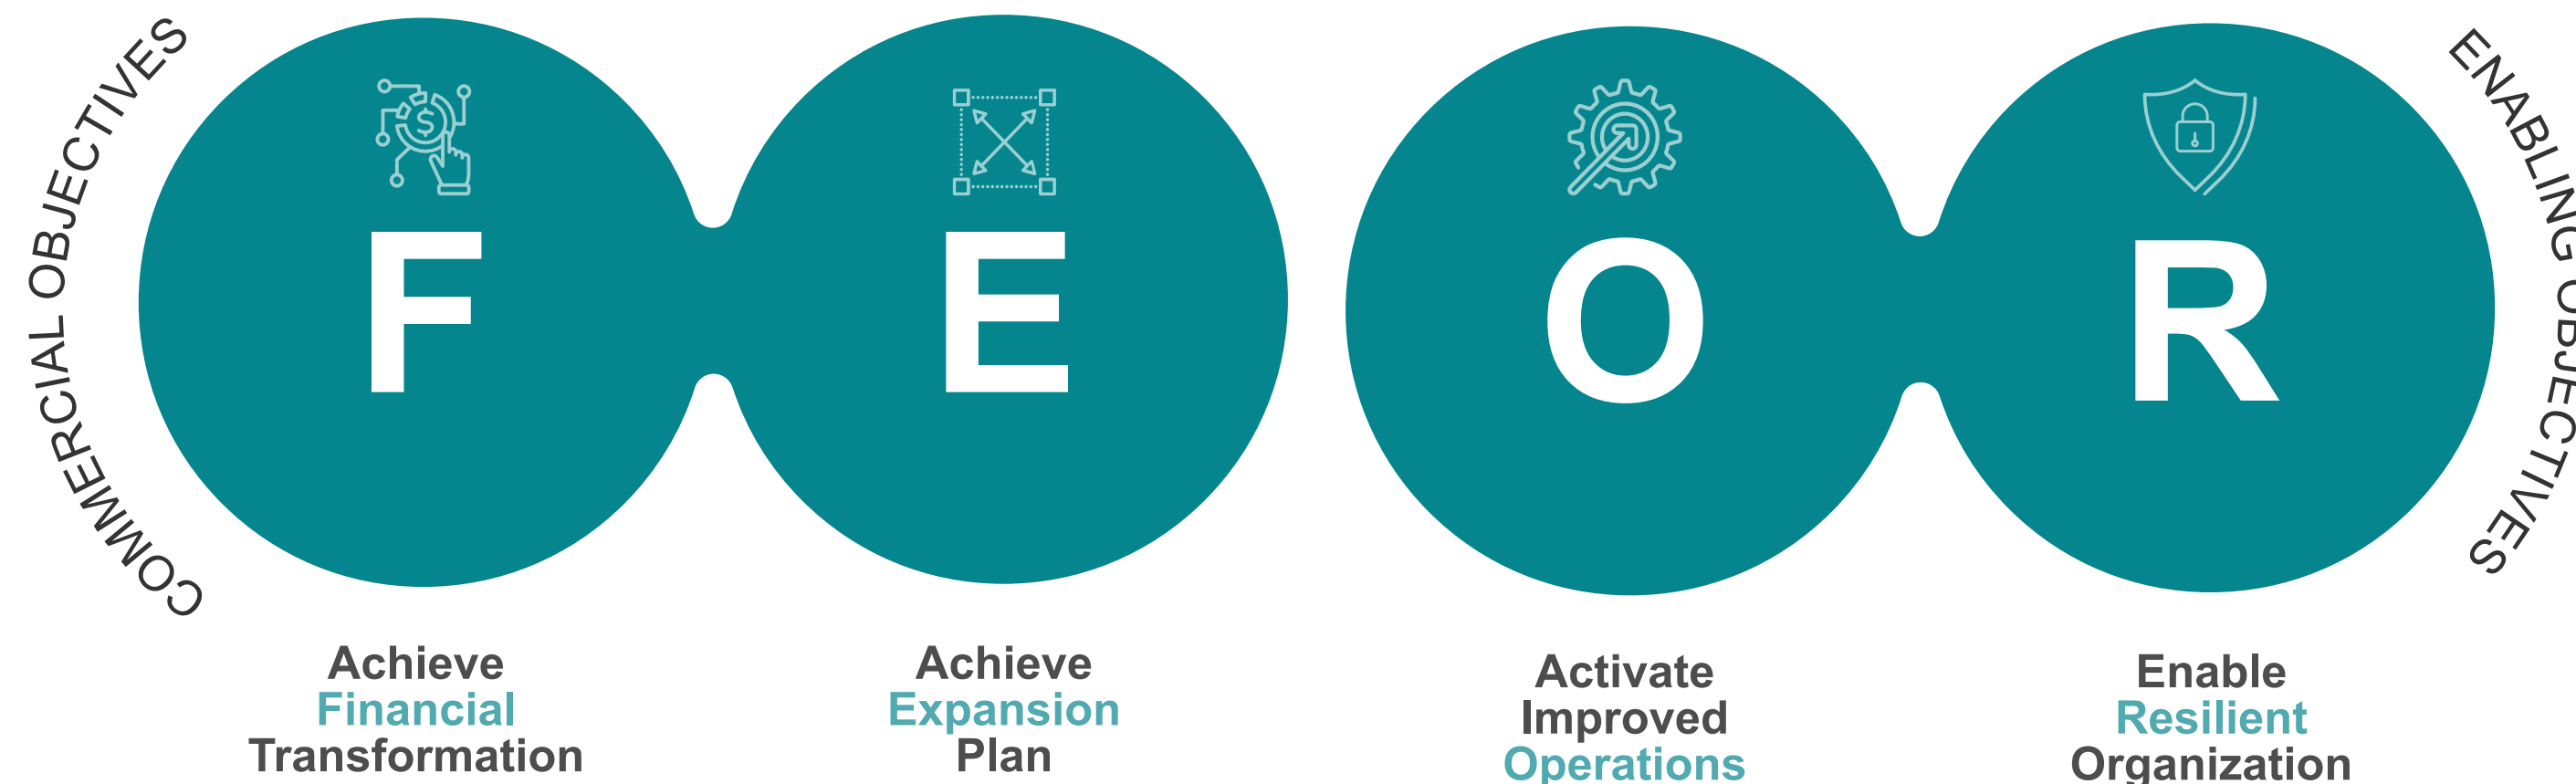 COMMERCIAL OBJECTIVES
F
E
O
R
ENABLING OBJECTIVES
Achieve
Financial
Transformation
Achieve
Expansion
Plan
Activate
Improved
Operations
Enable
Resilient
Organization
$